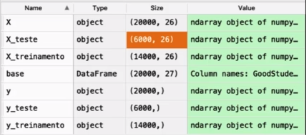 Name Type Size Value
X object (20000, 26) ndarray object of numpy…
X_teste object (6000, 26) ndarray object of numpy…
X_treinamento object (14000, 26) ndarray object of numpy…
base DataFrame (20000, 27) Column names: GoodStude…
y object (20000,) ndarray object of numpy…
y_teste object (6000,) ndarray object of numpy…
y_treinamento object (14000,) ndarray object of numpy…